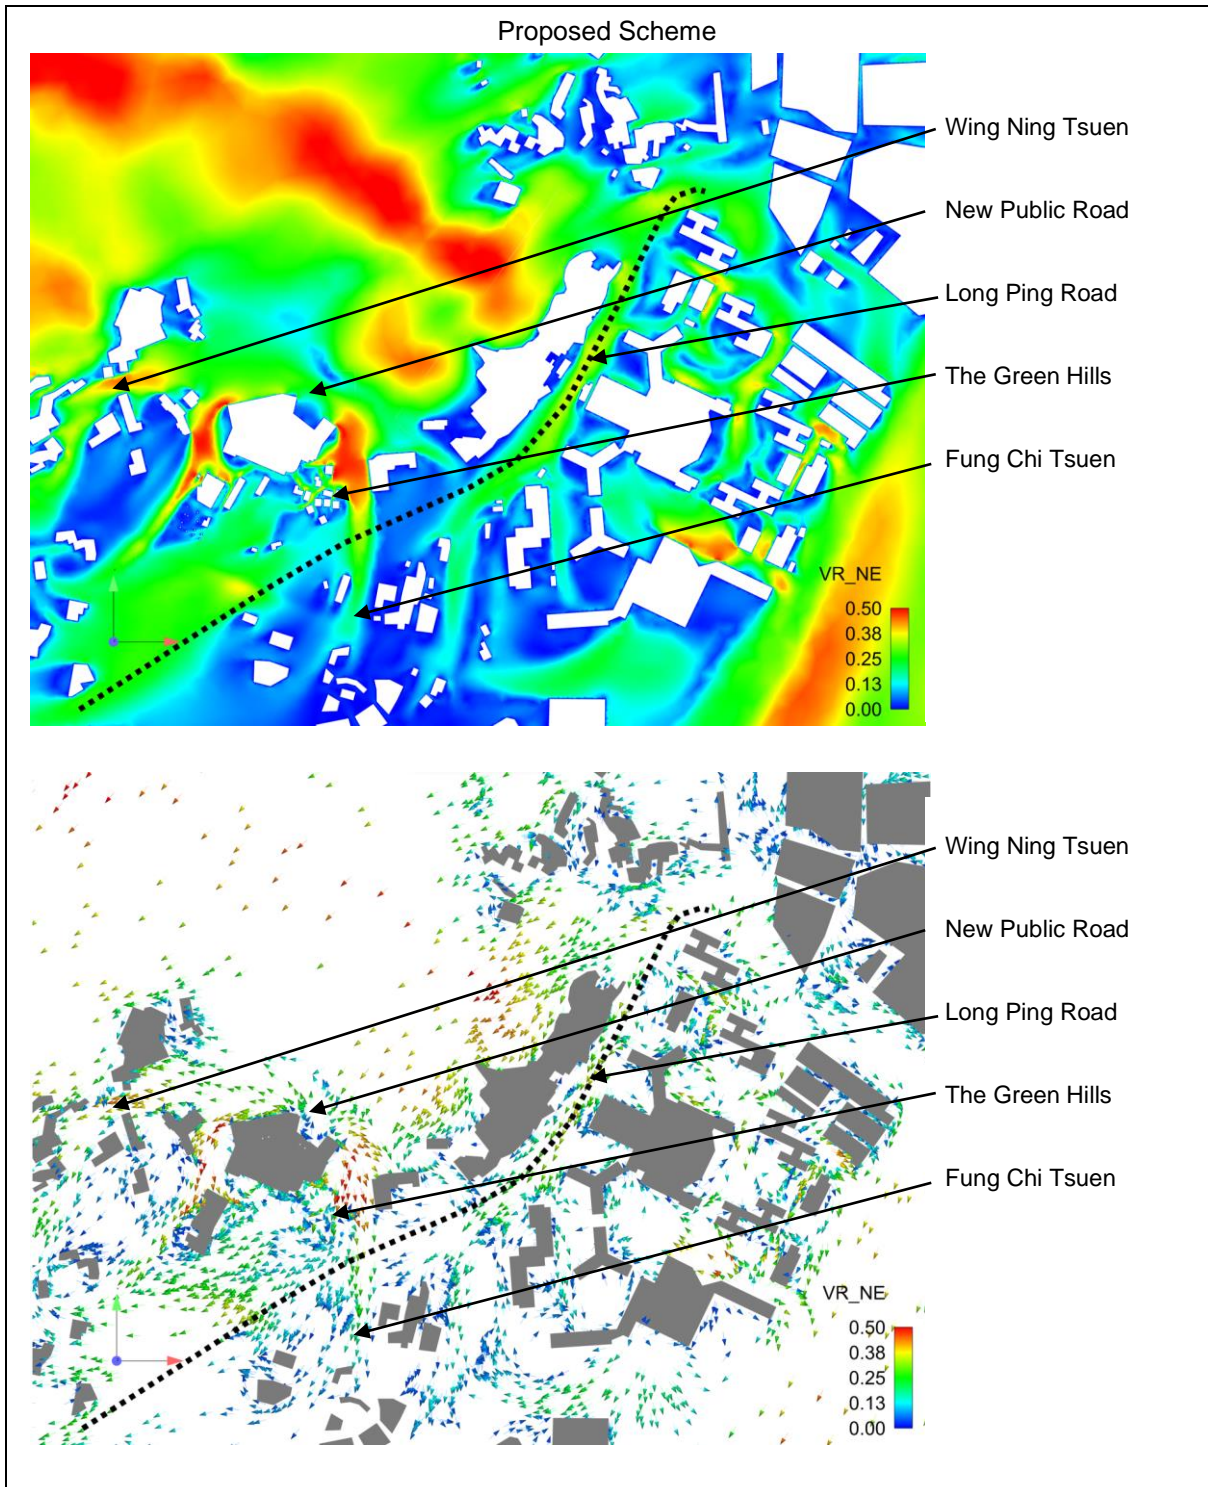 Proposed Scheme
Wing Ning Tsuen
New Public Road
Long Ping Road
The Green Hills
Fung Chi Tsuen
VR_NE
0.50
0.38
0.25
0.13
0.00
Wing Ning Tsuen
New Public Road
Long Ping Road
The Green Hills
Fung Chi Tsuen
VR_NE
0.50
0.38
0.25
0.13
0.00